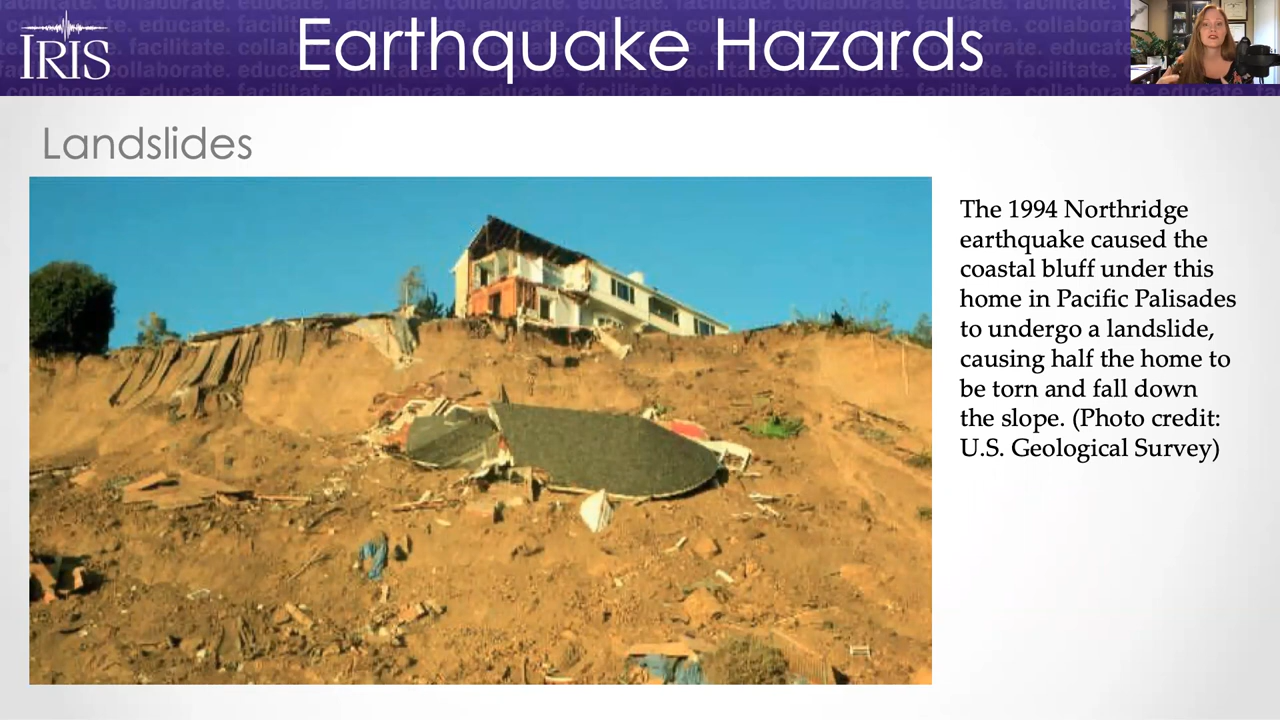 IRIS
Earthquake Hazards
Landslides
The 1994 Northridge
earthquake caused the
coastal bluff under this
home in Pacific Palisades
to undergo a landslide,
causing half the home to
be torn and fall down
the slope. (Photo credit:
U.S. Geological Survey)